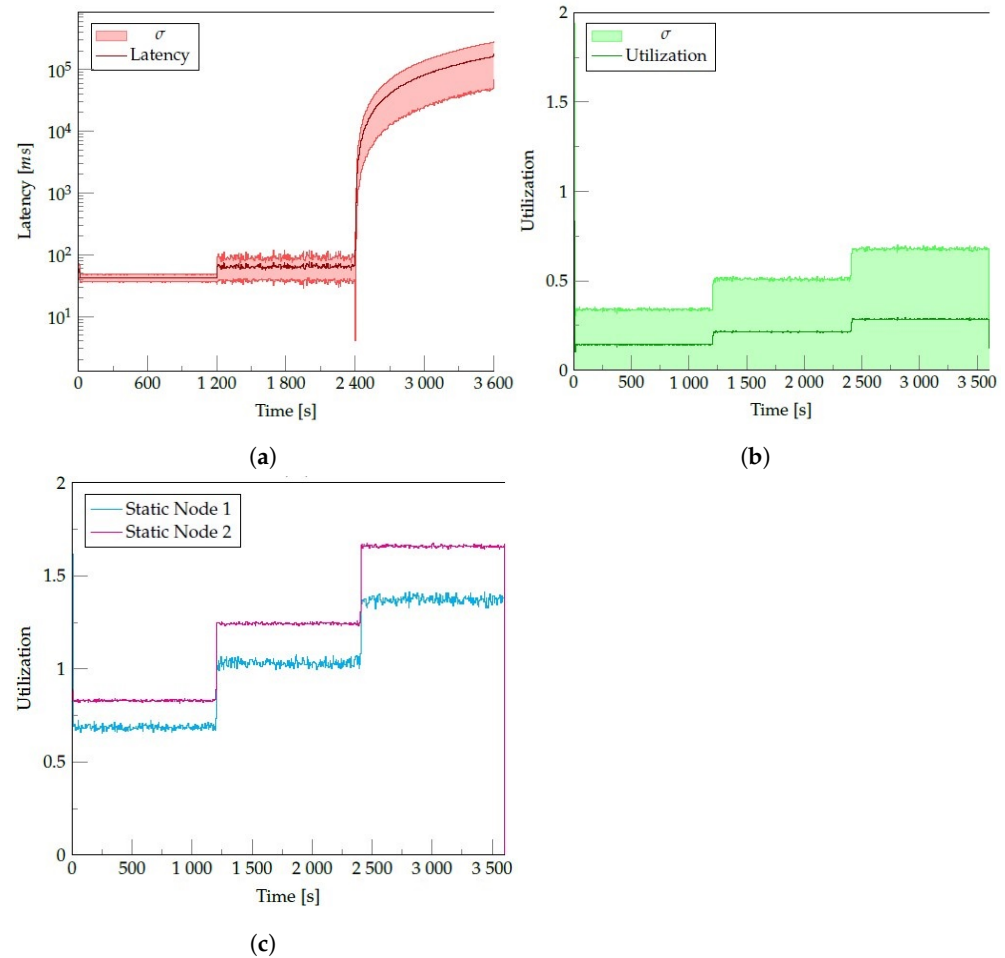 σ
Latency
10^5
10^4
10^3
10^2
10^1
Latency [ms]
0 600 1 200 1 800 2 400 3 000 3 600
Time [s]
(a)
σ
Utilization
2
1.5
1
0.5
0
Utilization
0 500 1 000 1 500 2 000 2 500 3 000 3 500
Time [s]
(b)
Static Node 1
Static Node 2
2
1.5
1
0.5
0
Utilization
0 500 1 000 1 500 2 000 2 500 3 000 3 500
Time [s]
(c)